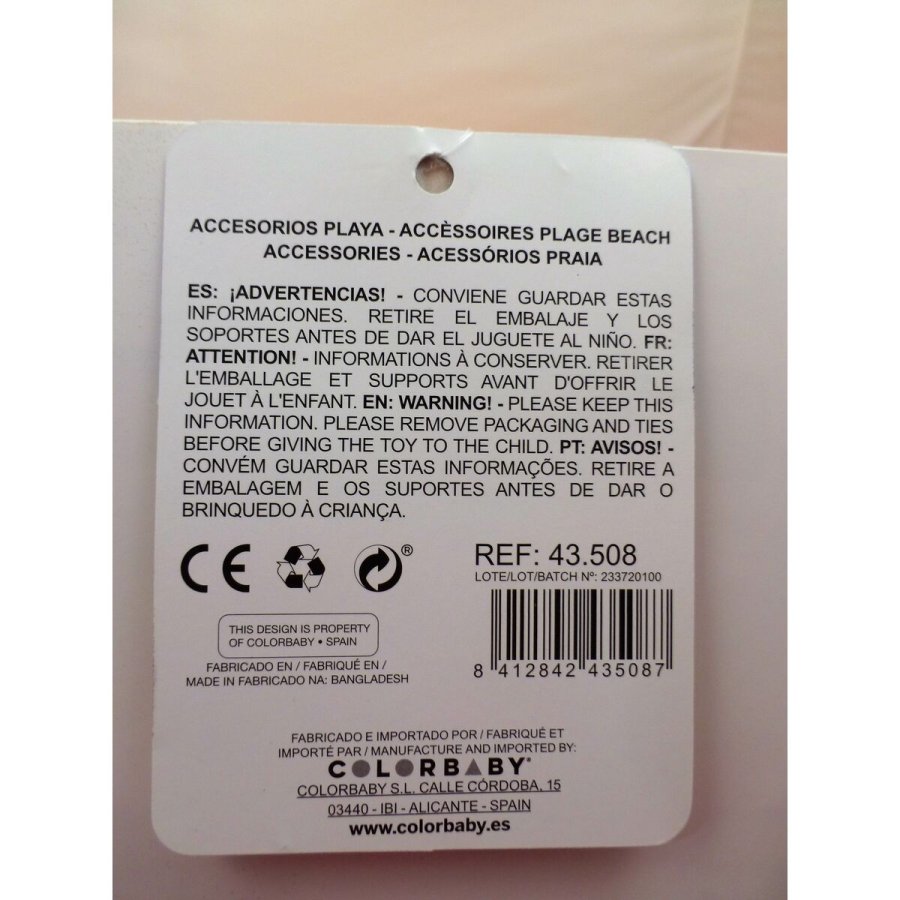 ACCESORIOS PLAYA - ACCÈSSOIRES PLAGE BEACH
ACCESSORIES - ACESSÓRIOS PRAIA
ES: ¡ADVERTENCIAS! - CONVIENE GUARDAR ESTAS
INFORMACIONES. RETIRE EL EMBALAJE Y LOS
SOPORTES ANTES DE DAR EL JUGUETE AL NIÑO. FR:
ATTENTION! - INFORMATIONS À CONSERVER. RETIRER
L'EMBALLAGE ET SUPPORTS AVANT D'OFFRIR LE
JOUET À L'ENFANT. EN: WARNING! - PLEASE KEEP THIS
INFORMATION. PLEASE REMOVE PACKAGING AND TIES
BEFORE GIVING THE TOY TO THE CHILD. PT: AVISOS! -
CONVÉM GUARDAR ESTAS INFORMAÇÕES. RETIRE A
EMBALAGEM E OS SUPORTES ANTES DE DAR O
BRINQUEDO À CRIANÇA.
CE
®
REF: 43.508
LOTE/LOT/BATCH Nº: 233720100
8 412842 435087
THIS DESIGN IS PROPERTY
OF COLORBABY • SPAIN
FABRICADO EN / FABRIQUÉ EN /
MADE IN FABRICADO NA: BANGLADESH
FABRICADO E IMPORTADO POR / FABRIQUÉ ET
IMPORTÉ PAR / MANUFACTURE AND IMPORTED BY:
COLORBABY®
COLORBABY S.L. CALLE CÓRDOBA, 15
03440 - IBI - ALICANTE - SPAIN
www.colorbaby.es